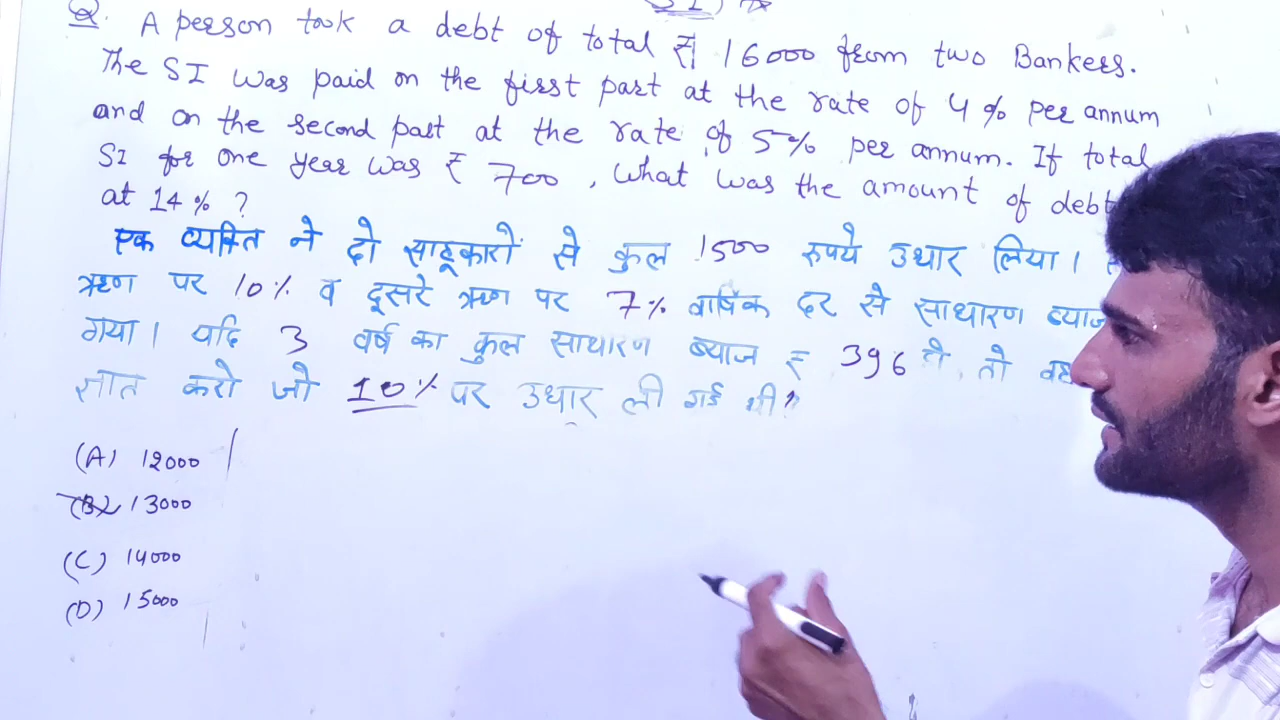 Q. A person took a debt of total ₹ 16000 from two Bankers.
The SI was paid on the first part at the rate of 4% per annum
and on the second part at the rate of 5% per annum. If total
SI for one year was ₹ 700, what was the amount of debt
at 14% ?
एक व्यक्ति ने दो साहूकारों से कुल 1500 रुपये उधार लिया।
ऋण पर 10% व दूसरे ऋण पर 7% वार्षिक दर से साधारण ब्याज
गया। यदि 3 वर्ष का कुल साधारण ब्याज ₹ 396 तो
ज्ञात करो जो 10% पर उधार ली गई थी?
(A) 12000
(B) 13000
(C) 14000
(D) 15000